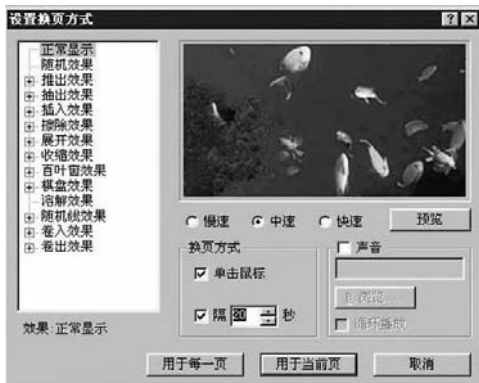 设置换页方式
正常显示
随机效果
推出效果
抽出效果
插入效果
擦除效果
展开效果
收缩效果
百叶窗效果
棋盘效果
溶解效果
随机线效果
卷入效果
卷出效果
效果:正常显示
慢速 中速 快速 预览
换页方式
单击鼠标
隔 20 秒
声音
浏览...
循环播放
用于每一页 用于当前页 取消